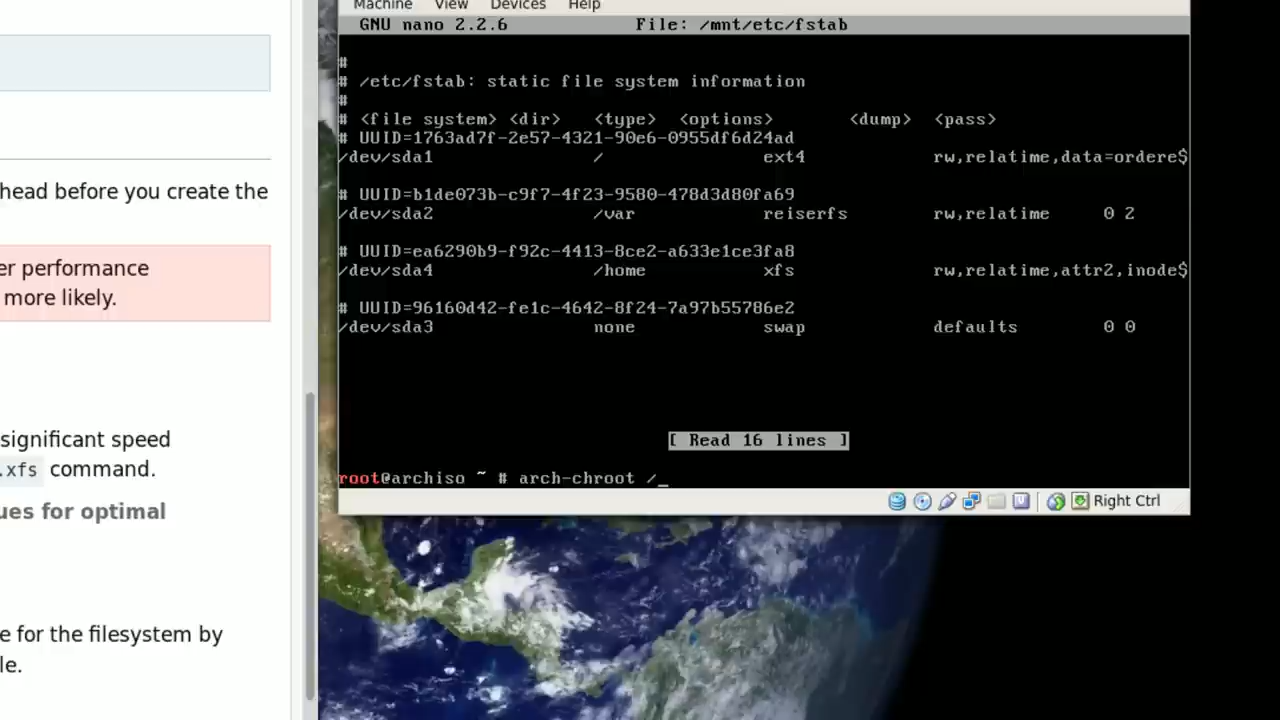 Machine View Devices Help
GNU nano 2.2.6 File: /mnt/etc/fstab
#
# /etc/fstab: static file system information
#
# <file system> <dir> <type> <options> <dump> <pass>
# UUID=1763ad7f-2e57-4321-90e6-0955df6d24ad
/dev/sda1 / ext4 rw,relatime,data=ordere$
# UUID=b1de073b-c9f7-4f23-9580-478d3d80fa69
/dev/sda2 /var reiserfs rw,relatime 0 2
# UUID=ea6290b9-f92c-4413-8ce2-a633e1ce3fa8
/dev/sda4 /home xfs rw,relatime,attr2,inode$
# UUID=96160d42-fe1c-4642-8f24-7a97b55786e2
/dev/sda3 none swap defaults 0 0
[ Read 16 lines ]
root@archiso ~ # arch-chroot /_
Right Ctrl
head before you create the
er performance
more likely.
significant speed
.xfs command.
ues for optimal
e for the filesystem by
le.